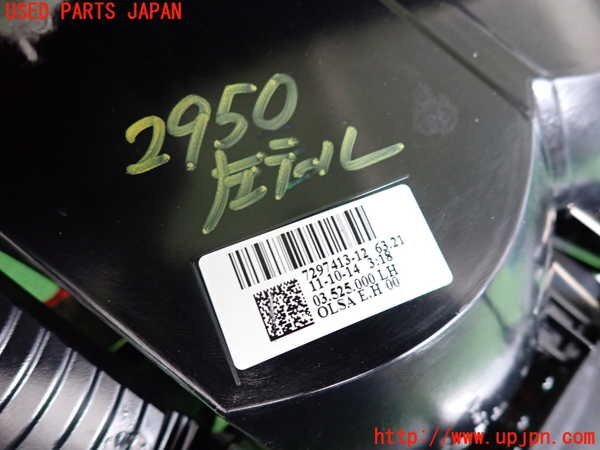 USED PARTS JAPAN
2950
左テール
7297413-12 63.21
11-10-14 3:18
03.525.000 LH
OLSA E.H 00
http://www.upjpn.com/